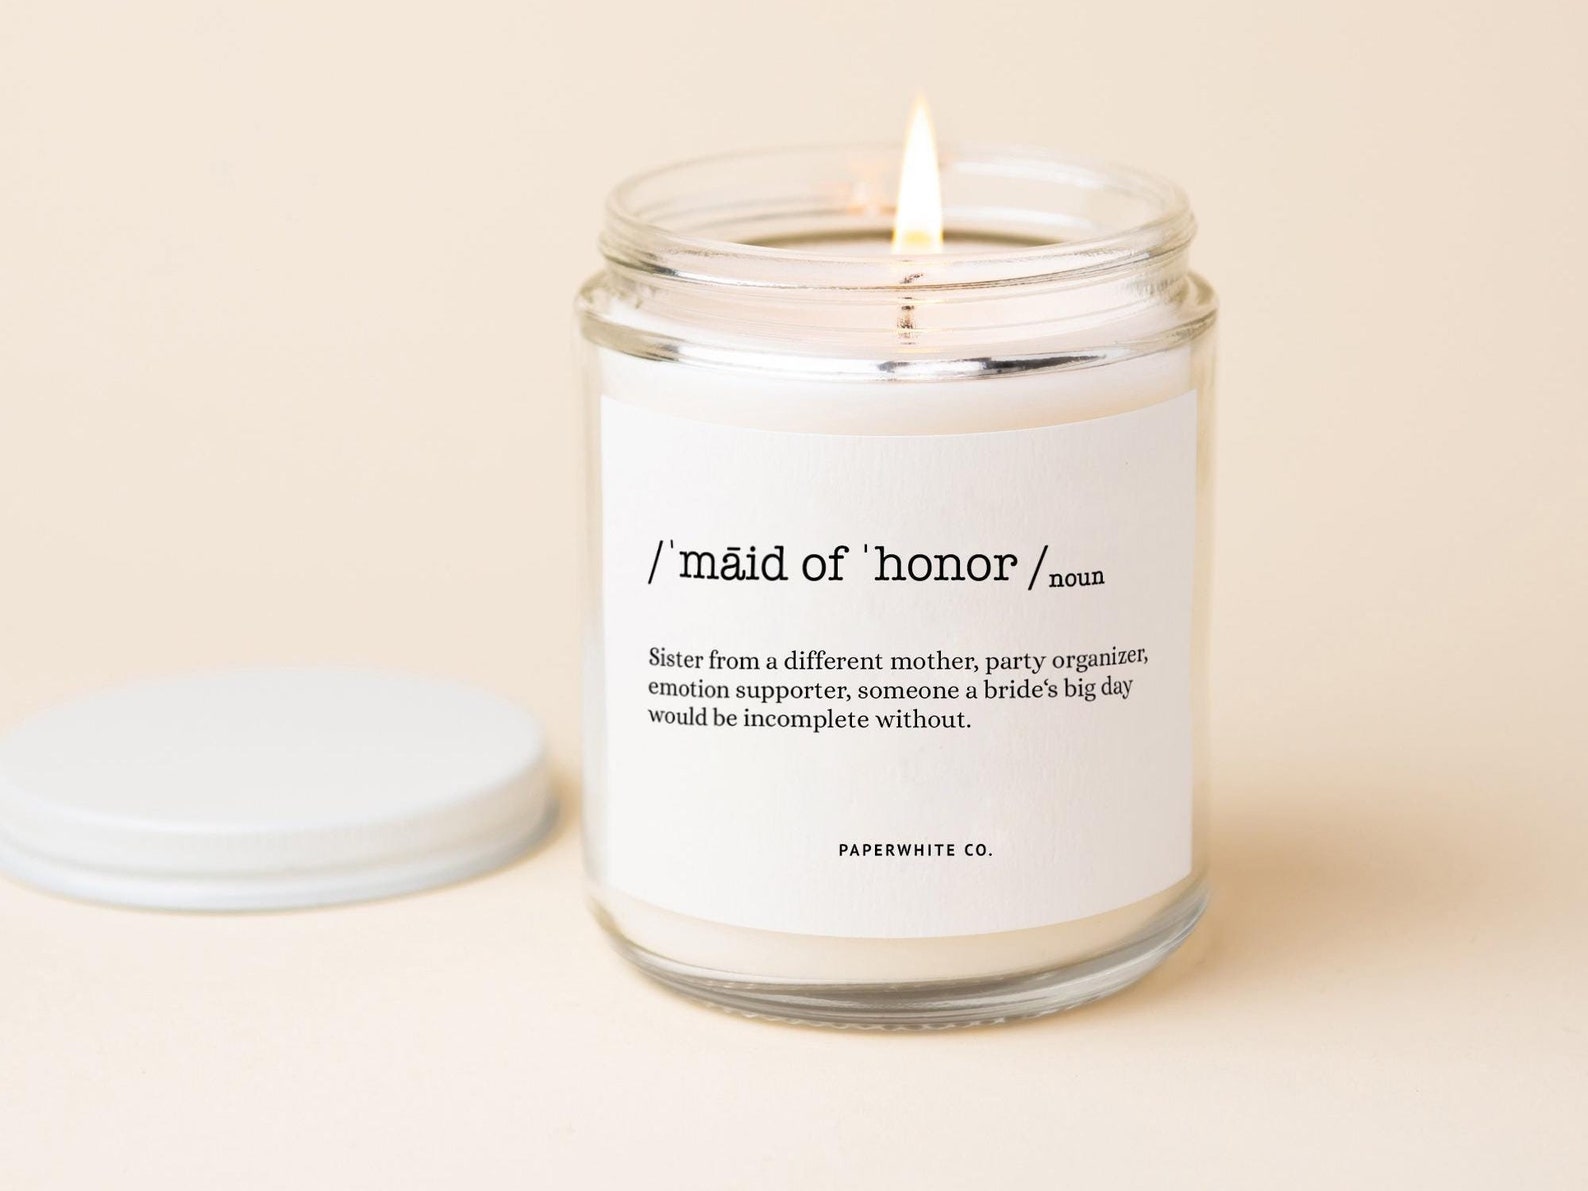 /ˈmāid of ˈhonor / noun
Sister from a different mother, party organizer,
emotion supporter, someone a bride‘s big day
would be incomplete without.
PAPERWHITE CO.